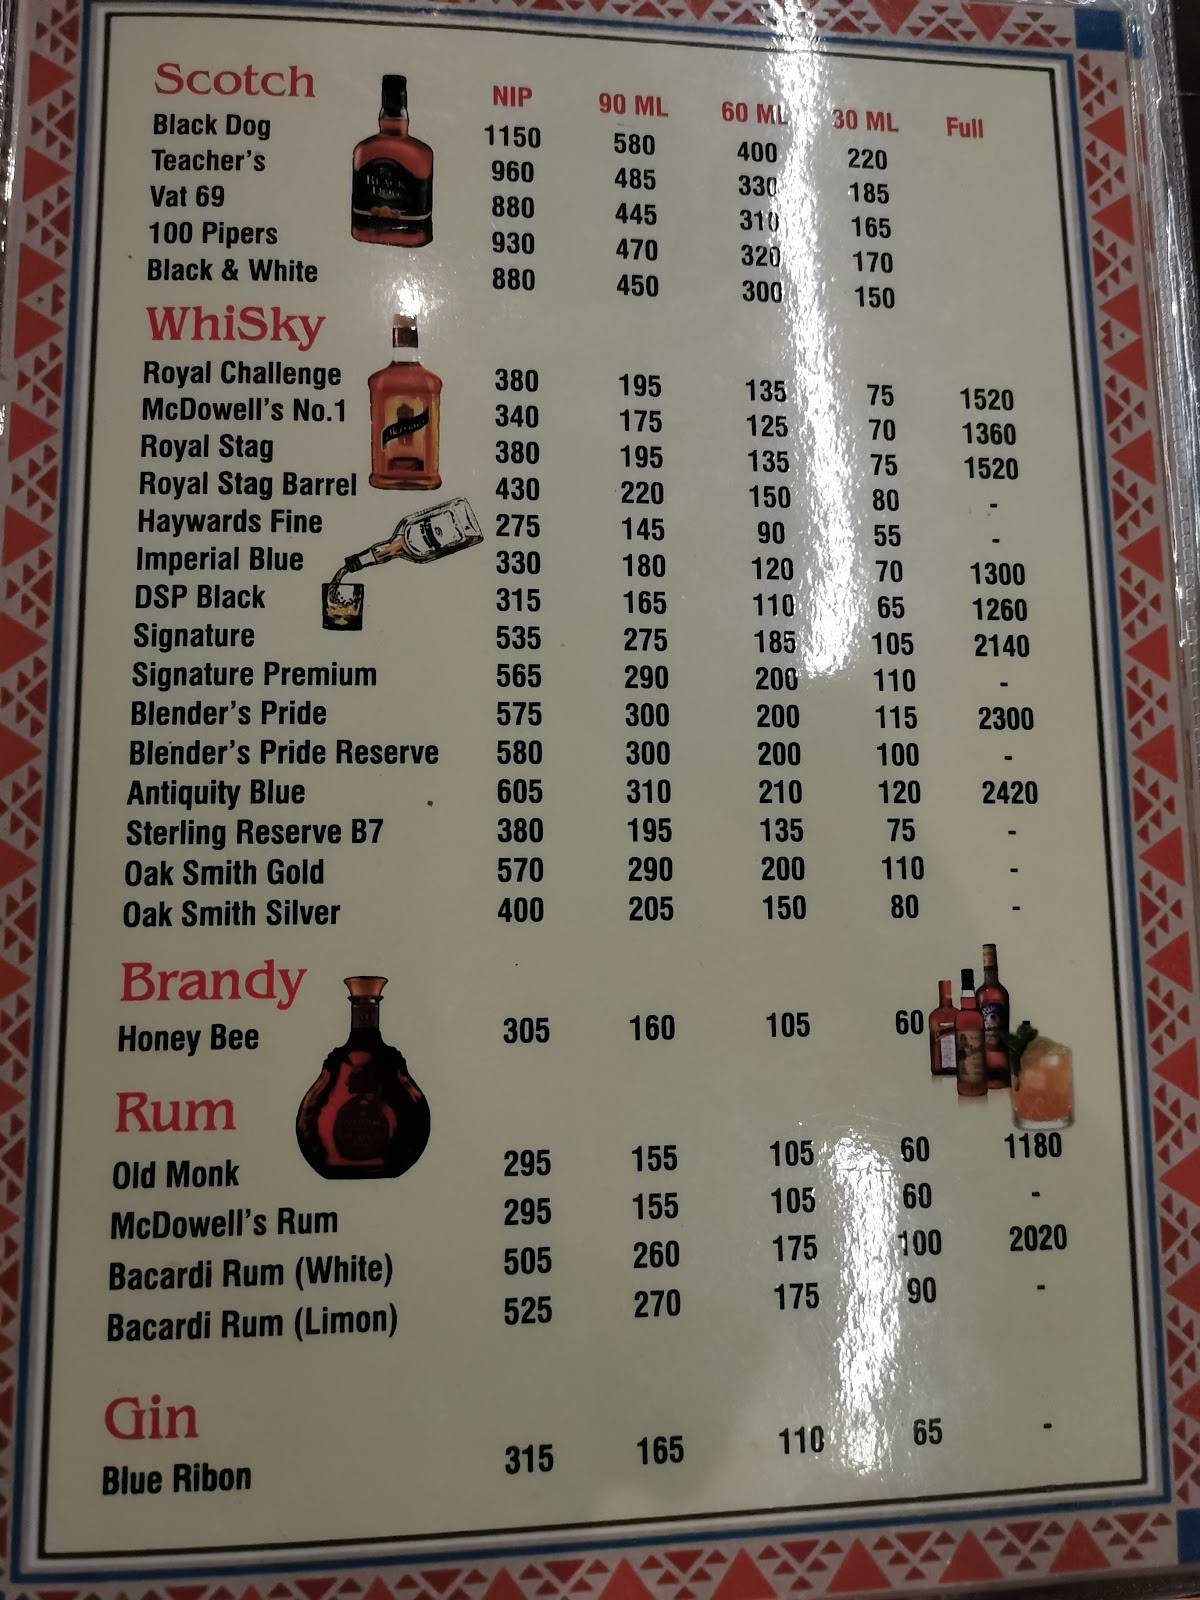 Scotch NIP 90 ML 60 ML 30 ML Full
Black Dog 1150 580 400 220
Teacher's 960 485 330 185
Vat 69 880 445 310 165
100 Pipers 930 470 320 170
Black & White 880 450 300 150
WhiSky
Royal Challenge 380 195 135 75 1520
McDowell's No.1 340 175 125 70 1360
Royal Stag 380 195 135 75 1520
Royal Stag Barrel 430 220 150 80 -
Haywards Fine 275 145 90 55 -
Imperial Blue 330 180 120 70 1300
DSP Black 315 165 110 65 1260
Signature 535 275 185 105 2140
Signature Premium 565 290 200 110 -
Blender's Pride 575 300 200 115 2300
Blender's Pride Reserve 580 300 200 100 -
Antiquity Blue 605 310 210 120 2420
Sterling Reserve B7 380 195 135 75 -
Oak Smith Gold 570 290 200 110 -
Oak Smith Silver 400 205 150 80 -
Brandy
Honey Bee 305 160 105 60
Rum
Old Monk 295 155 105 60 1180
McDowell's Rum 295 155 105 60 -
Bacardi Rum (White) 505 260 175 100 2020
Bacardi Rum (Limon) 525 270 175 90 -
Gin
Blue Ribon 315 165 110 65 -